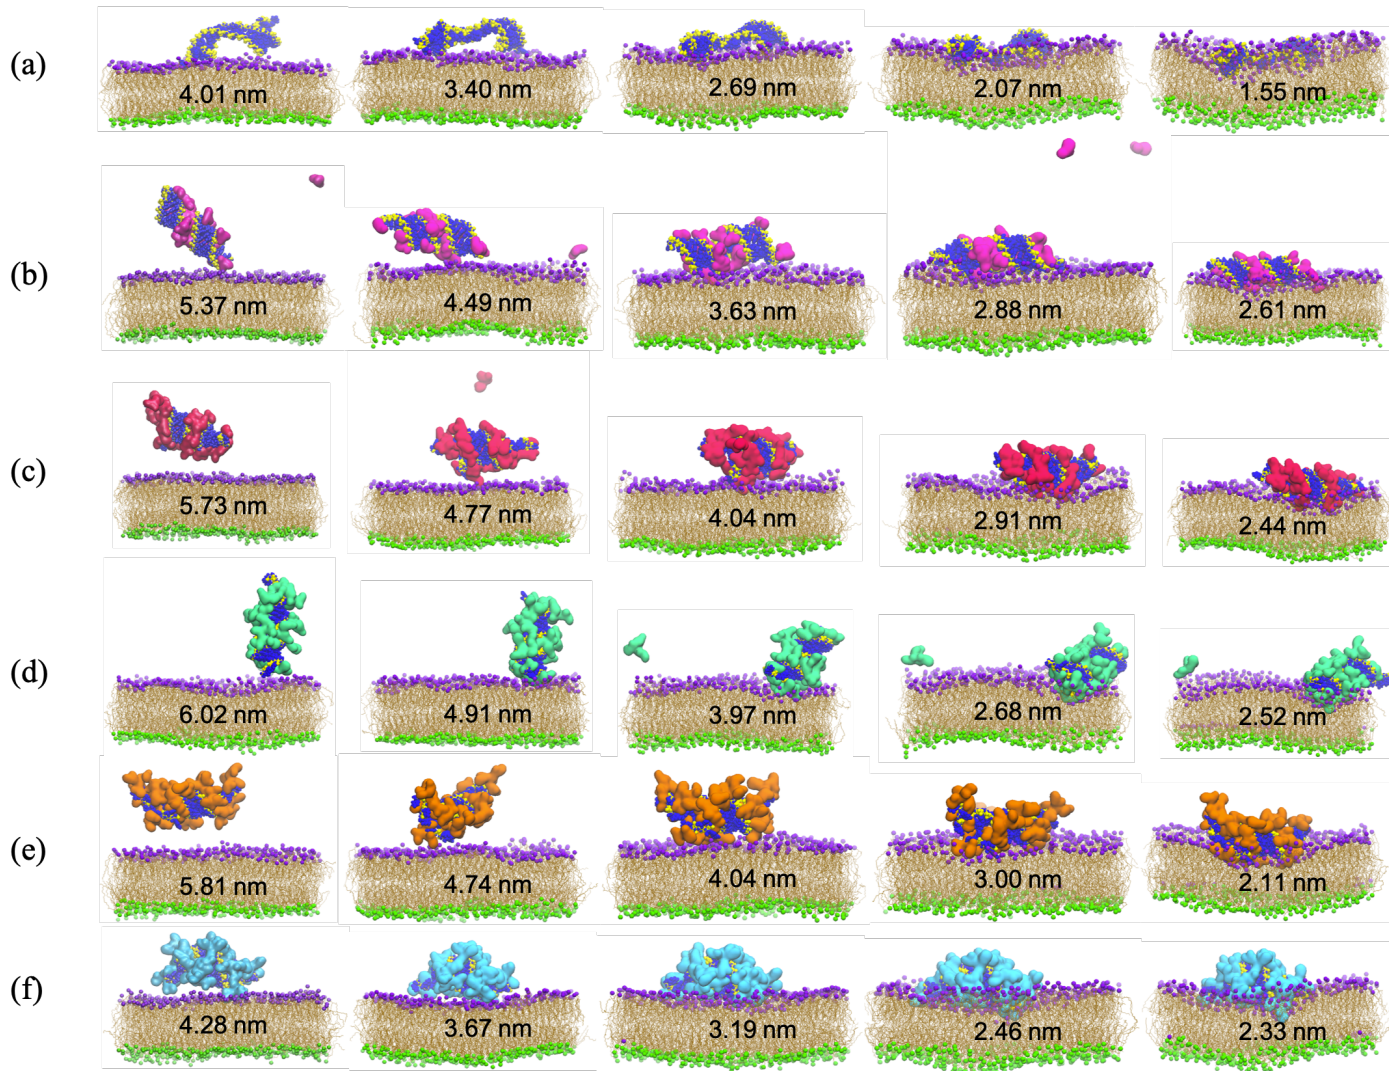 (a) 4.01 nm 3.40 nm 2.69 nm 2.07 nm 1.55 nm
(b) 5.37 nm 4.49 nm 3.63 nm 2.88 nm 2.61 nm
(c) 5.73 nm 4.77 nm 4.04 nm 2.91 nm 2.44 nm
(d) 6.02 nm 4.91 nm 3.97 nm 2.68 nm 2.52 nm
(e) 5.81 nm 4.74 nm 4.04 nm 3.00 nm 2.11 nm
(f) 4.28 nm 3.67 nm 3.19 nm 2.46 nm 2.33 nm